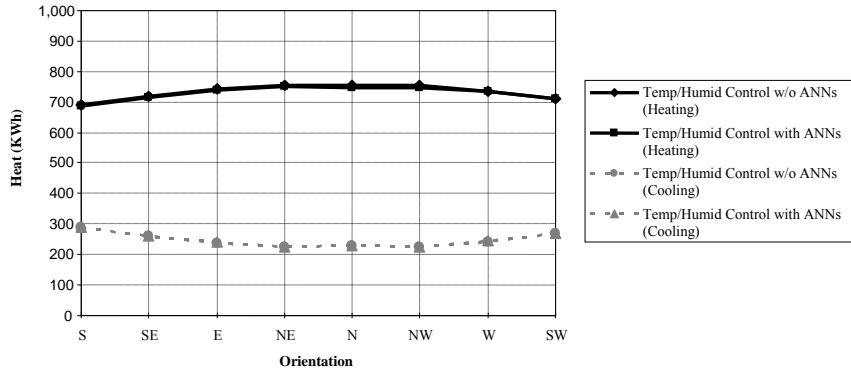 1,000
900
800
700
600
500
400
300
200
100
0
Heat (KWh)
S SE E NE N NW W SW
Orientation
Temp/Humid Control w/o ANNs
(Heating)
Temp/Humid Control with ANNs
(Heating)
Temp/Humid Control w/o ANNs
(Cooling)
Temp/Humid Control with ANNs
(Cooling)